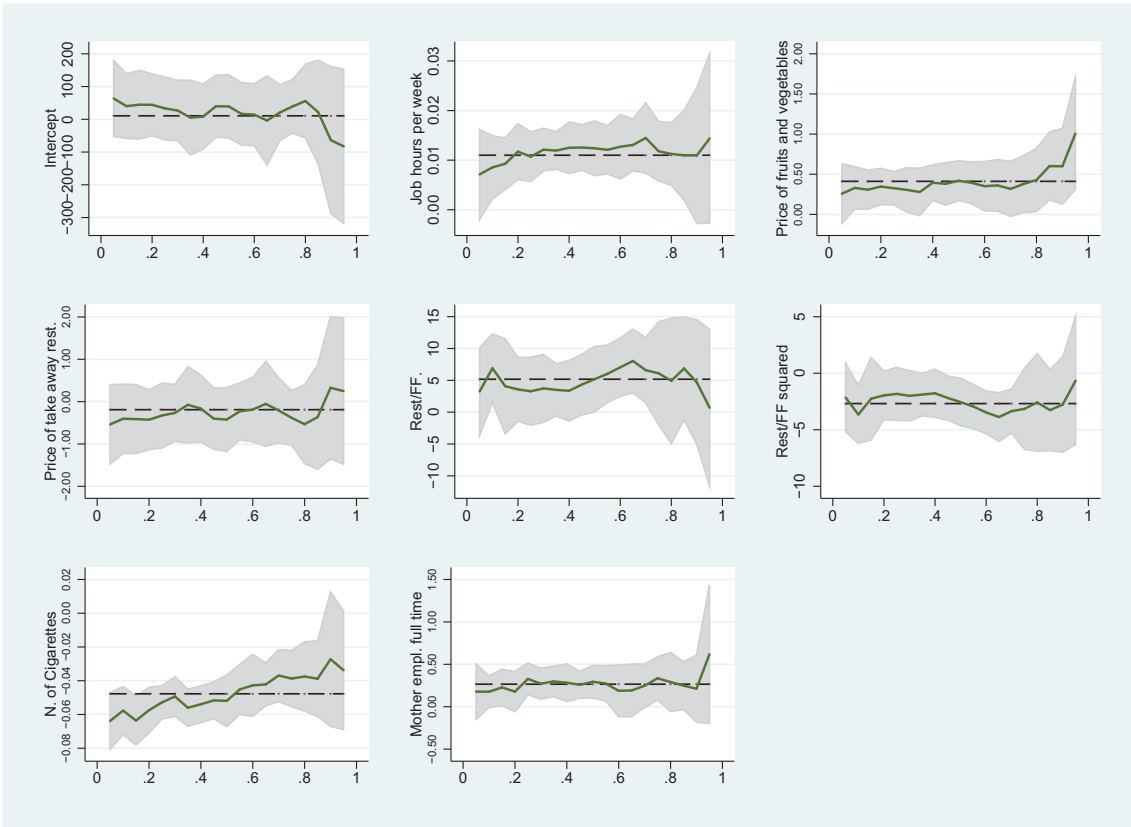 Intercept
200
100
0
−100
−200
−300
0 .2 .4 .6 .8 1
Job hours per week
0.03
0.02
0.01
0.00
0 .2 .4 .6 .8 1
Price of fruits and vegetables
2.00
1.50
1.00
0.50
0.00
0 .2 .4 .6 .8 1
Price of take away rest.
2.00
1.00
0.00
−1.00
−2.00
0 .2 .4 .6 .8 1
Rest/FF.
15
10
5
0
−5
−10
0 .2 .4 .6 .8 1
Rest/FF squared
5
0
−5
−10
0 .2 .4 .6 .8 1
N. of Cigarettes
0.02
0.00
−0.02
−0.04
−0.06
−0.08
0 .2 .4 .6 .8 1
Mother empl. full time
1.50
1.00
0.50
0.00
−0.50
0 .2 .4 .6 .8 1